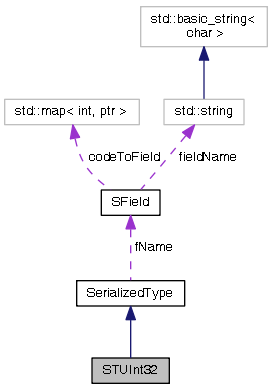 std::basic_string<
char >
std::map< int, ptr >
std::string
codeToField
fieldName
SField
fName
SerializedType
STUInt32